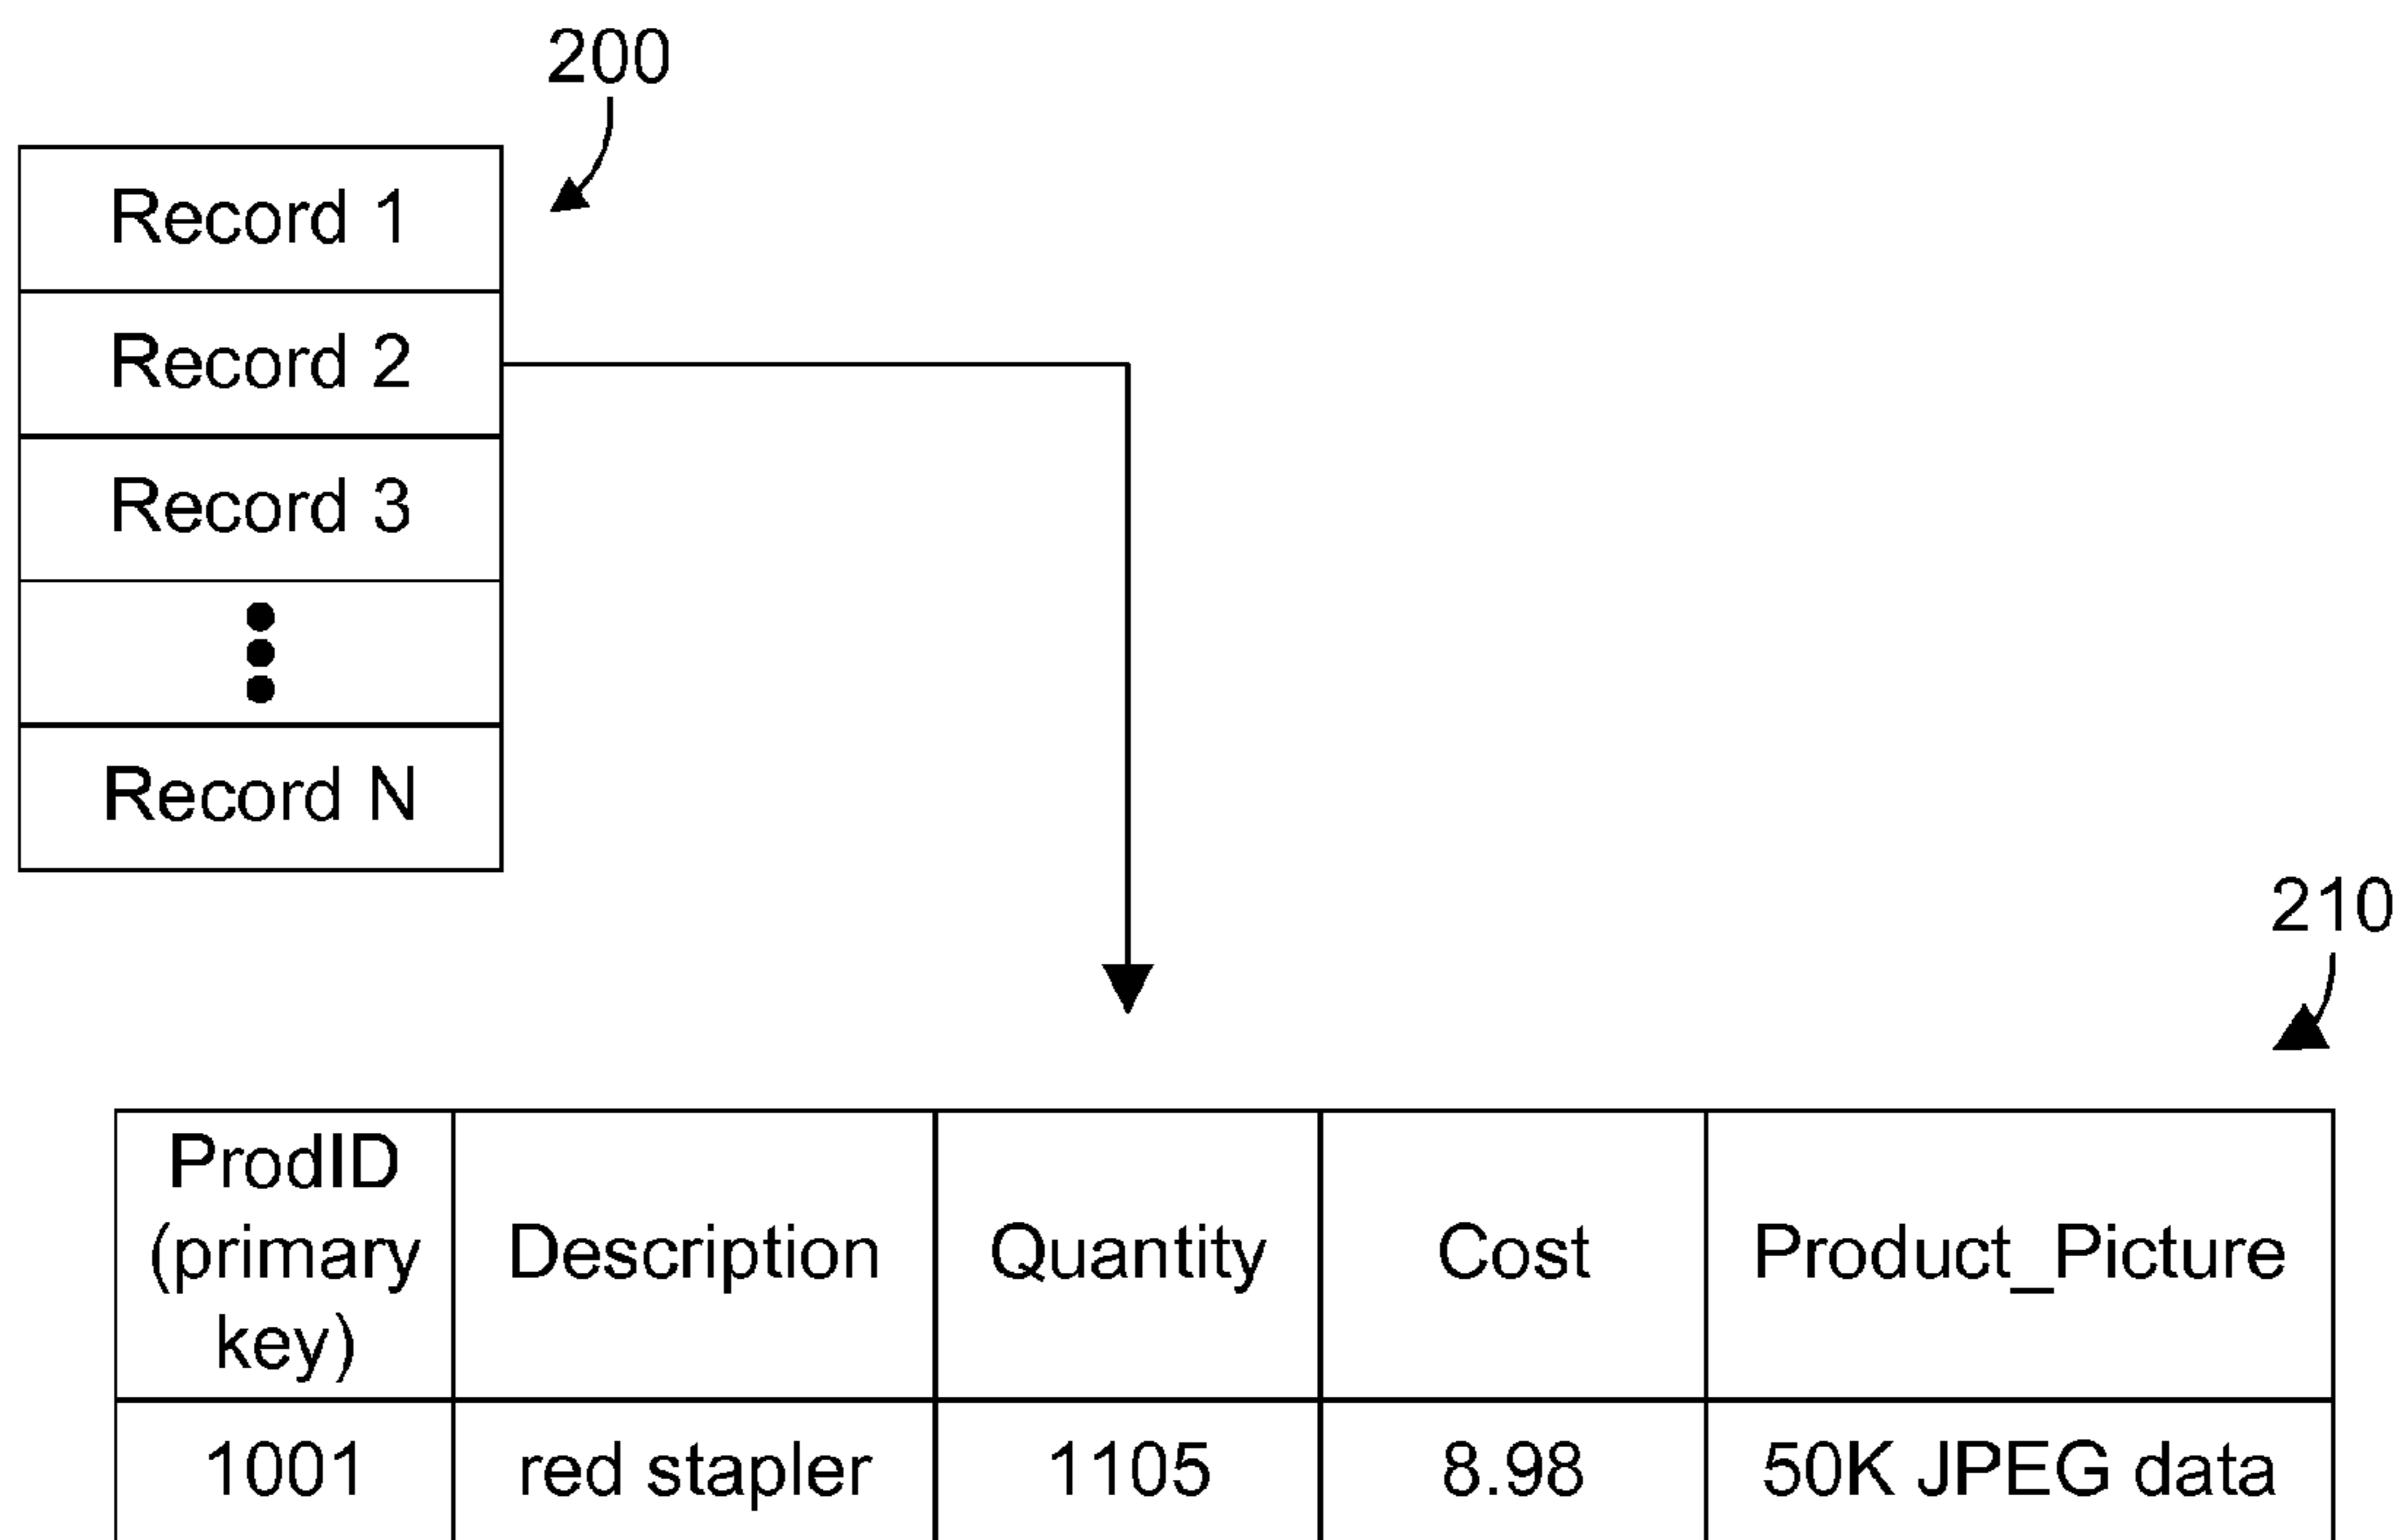 200
Record 1
Record 2
Record 3
Record N
210
ProdID
(primary
key)
Description
Quantity
Cost
Product_Picture
1001
red stapler
1105
8.98
50K JPEG data